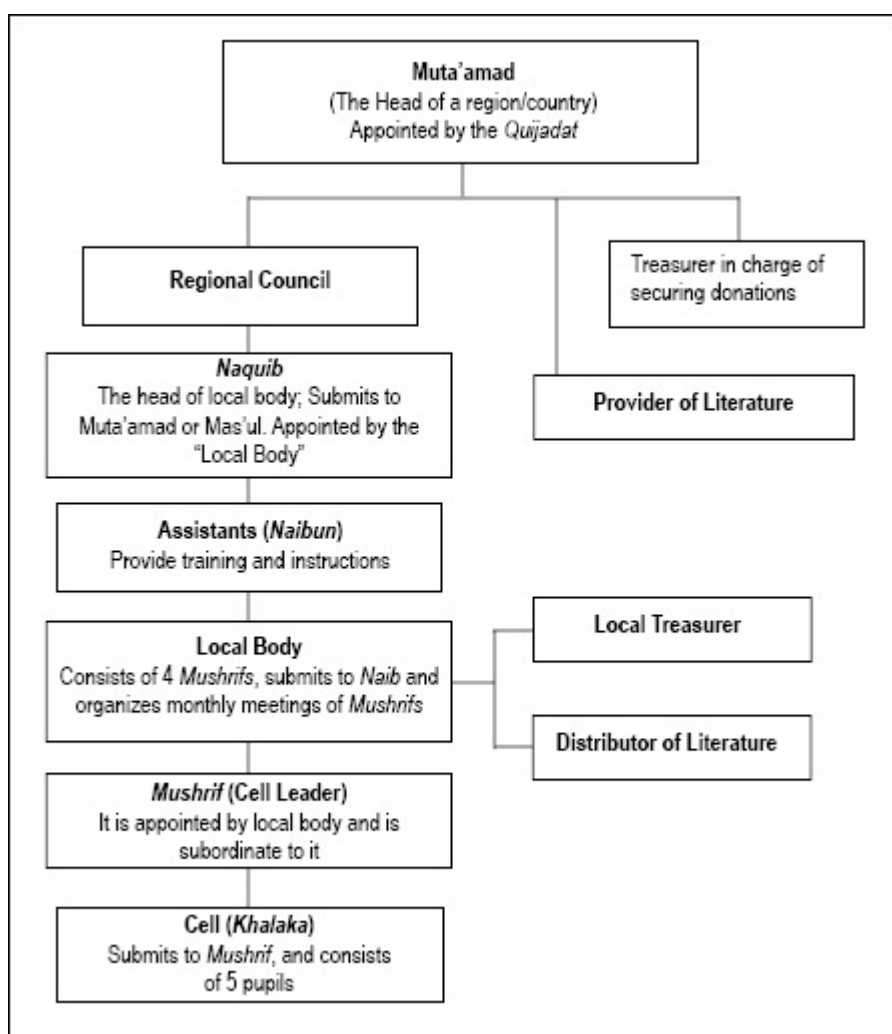 Muta’amad
(The Head of a region/country)
Appointed by the Quijadat
Regional Council
Treasurer in charge of
securing donations
Naquib
The head of local body; Submits to
Muta’amad or Mas’ul. Appointed by the
“Local Body”
Provider of Literature
Assistants (Naibun)
Provide training and instructions
Local Body
Consists of 4 Mushrifs, submits to Naib and
organizes monthly meetings of Mushrifs
Local Treasurer
Distributor of Literature
Mushrif (Cell Leader)
It is appointed by local body and is
subordinate to it
Cell (Khalaka)
Submits to Mushrif, and consists
of 5 pupils